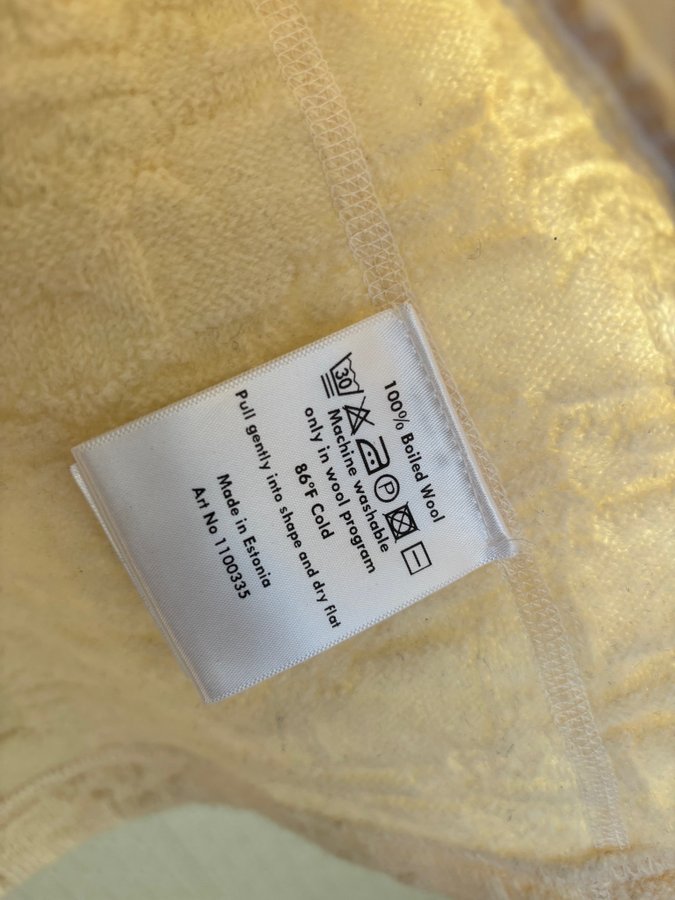 100% Boiled Wool
30 P
Machine washable
only in wool program
86°F Cold
Pull gently into shape and dry flat
Made in Estonia
Art No 1100335